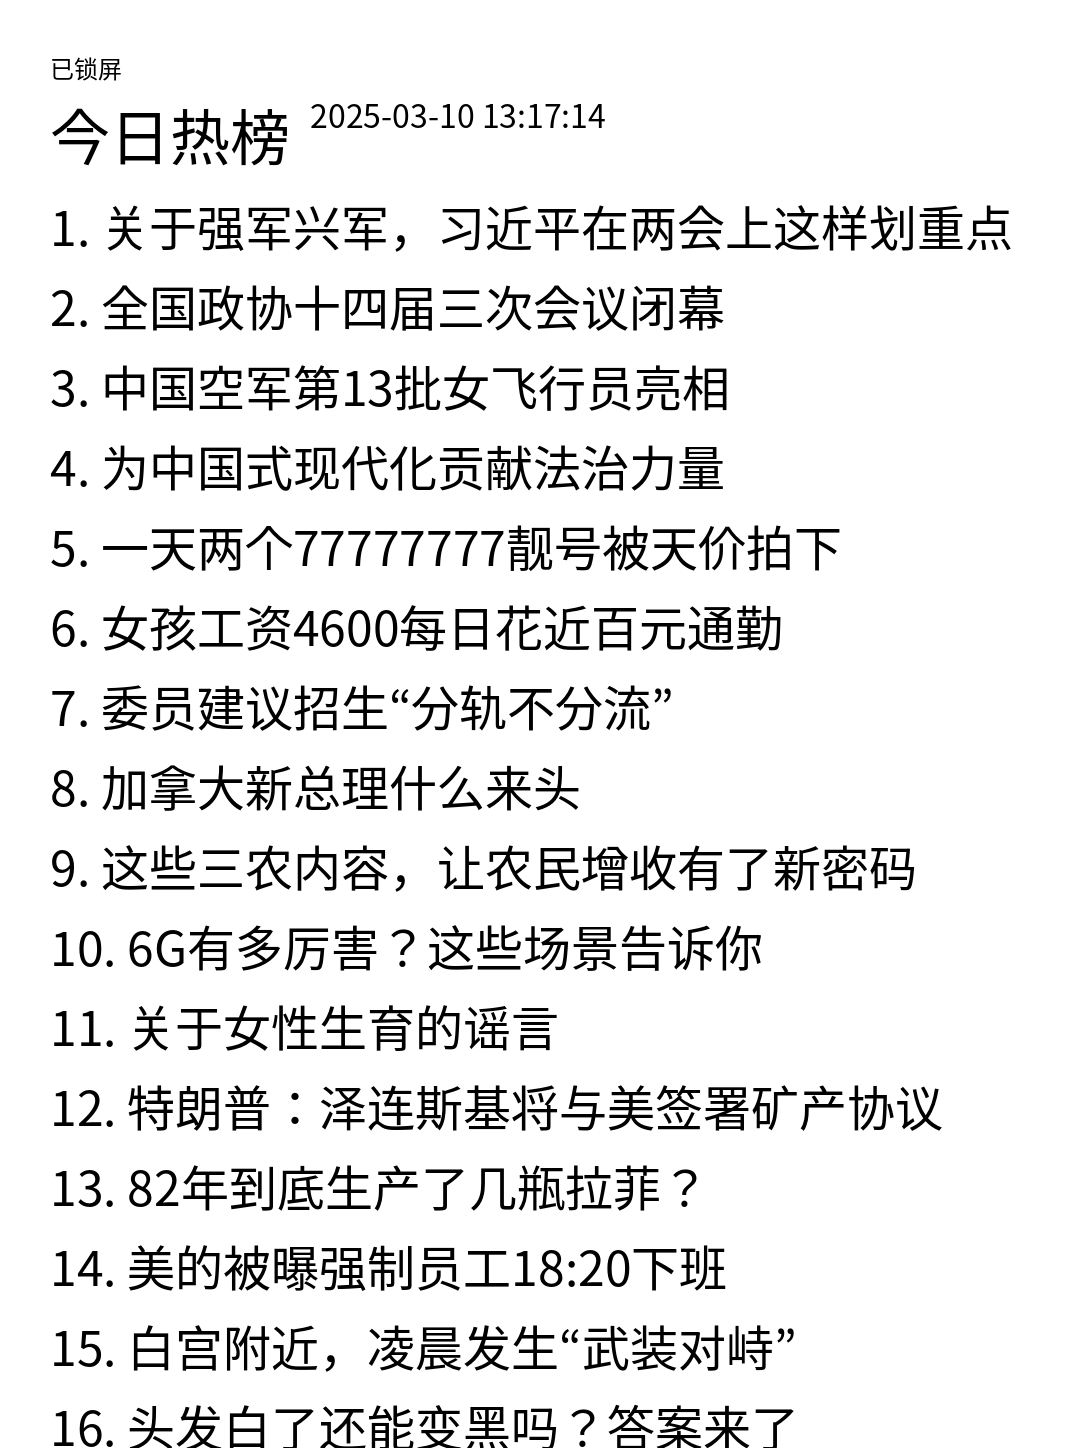 已锁屏
今日热榜 2025-03-10 13:17:14
1. 关于强军兴军，习近平在两会上这样划重点
2. 全国政协十四届三次会议闭幕
3. 中国空军第13批女飞行员亮相
4. 为中国式现代化贡献法治力量
5. 一天两个77777777靓号被天价拍下
6. 女孩工资4600每日花近百元通勤
7. 委员建议招生“分轨不分流”
8. 加拿大新总理什么来头
9. 这些三农内容，让农民增收有了新密码
10. 6G有多厉害？这些场景告诉你
11. 关于女性生育的谣言
12. 特朗普：泽连斯基将与美签署矿产协议
13. 82年到底生产了几瓶拉菲？
14. 美的被曝强制员工18:20下班
15. 白宫附近，凌晨发生“武装对峙”
16. 头发白了还能变黑吗？答案来了